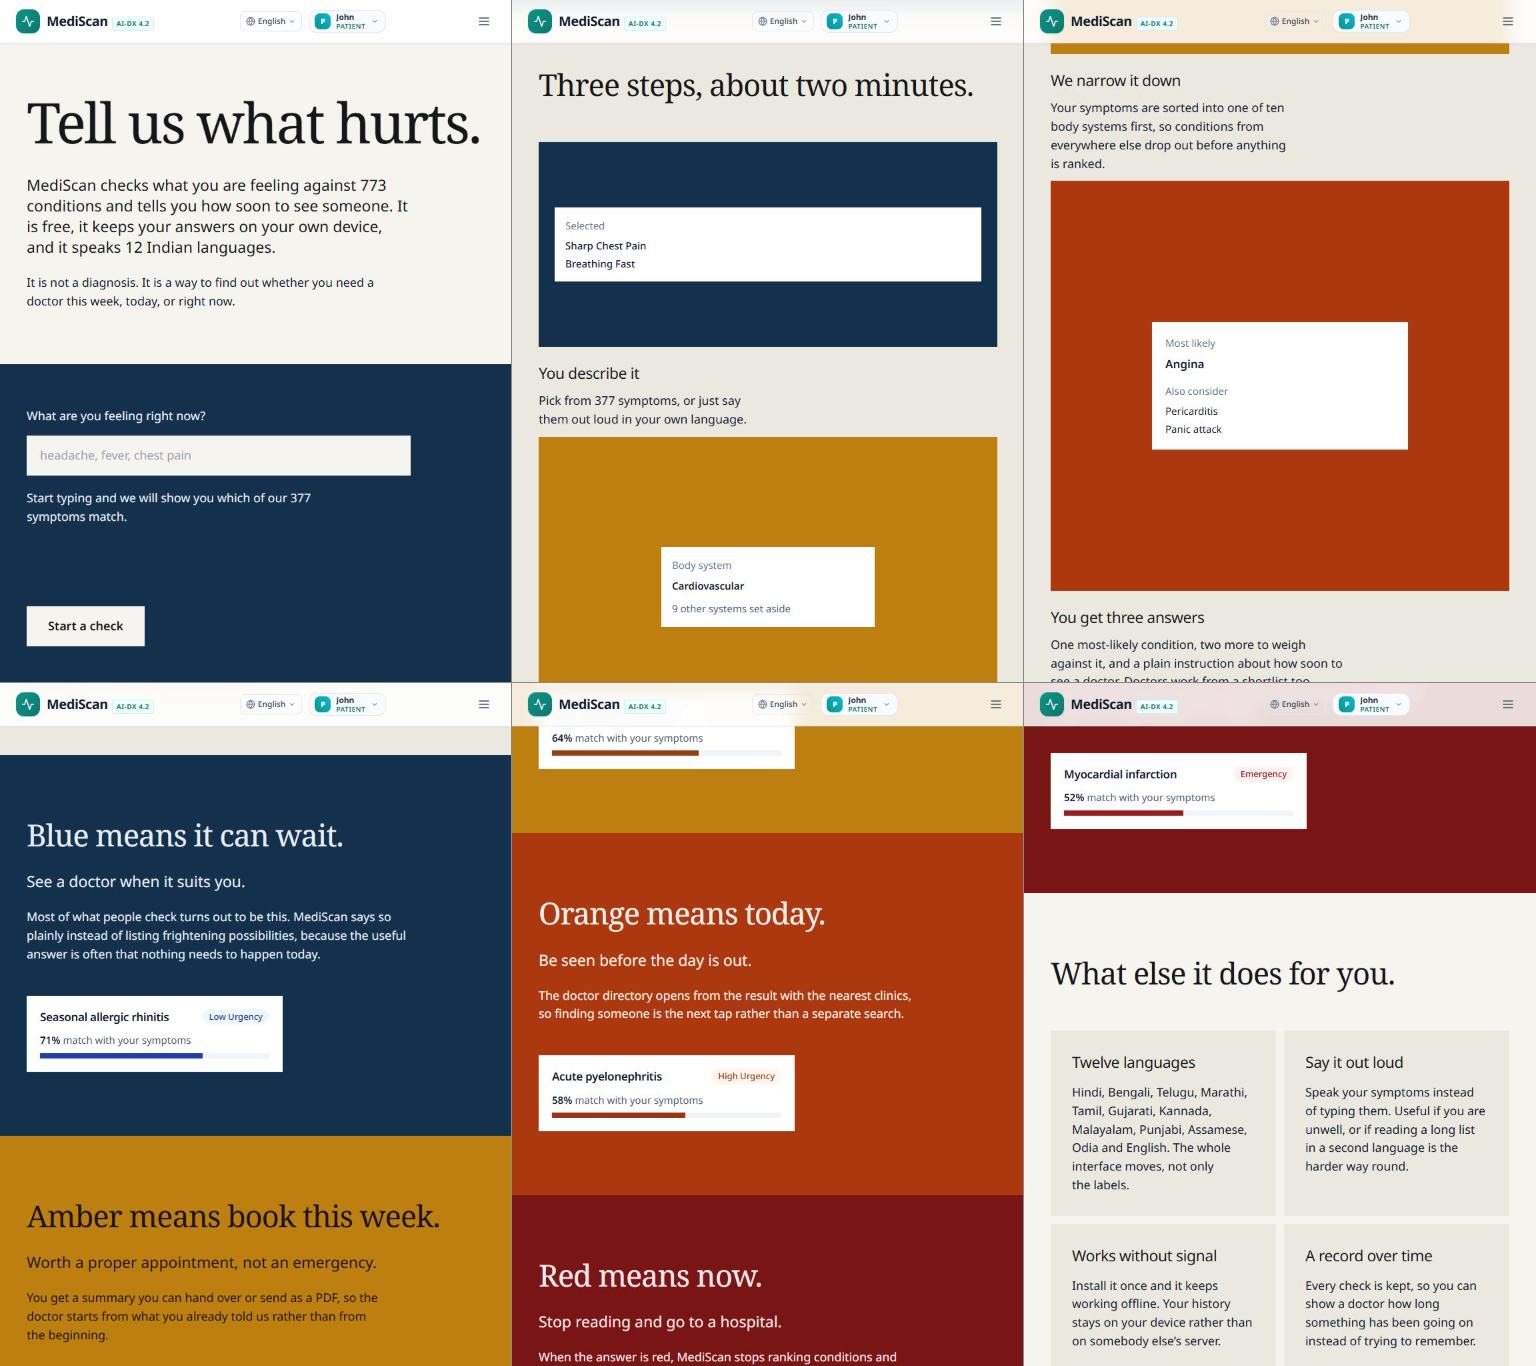 MediScan AI-DX 4.2 English P John PATIENT
Tell us what hurts.
MediScan checks what you are feeling against 773
conditions and tells you how soon to see someone. It
is free, it keeps your answers on your own device,
and it speaks 12 Indian languages.
It is not a diagnosis. It is a way to find out whether you need a
doctor this week, today, or right now.
What are you feeling right now?
headache, fever, chest pain
Start typing and we will show you which of our 377
symptoms match.
Start a check
MediScan AI-DX 4.2 English P John PATIENT
Three steps, about two minutes.
Selected
Sharp Chest Pain
Breathing Fast
You describe it
Pick from 377 symptoms, or just say
them out loud in your own language.
Body system
Cardiovascular
9 other systems set aside
MediScan AI-DX 4.2 English P John PATIENT
We narrow it down
Your symptoms are sorted into one of ten
body systems first, so conditions from
everywhere else drop out before anything
is ranked.
Most likely
Angina
Also consider
Pericarditis
Panic attack
You get three answers
One most-likely condition, two more to weigh
against it, and a plain instruction about how soon to
see a doctor. Doctors work from a shortlist too
MediScan AI-DX 4.2 English P John PATIENT
Blue means it can wait.
See a doctor when it suits you.
Most of what people check turns out to be this. MediScan says so
plainly instead of listing frightening possibilities, because the useful
answer is often that nothing needs to happen today.
Seasonal allergic rhinitis Low Urgency
71% match with your symptoms
Amber means book this week.
Worth a proper appointment, not an emergency.
You get a summary you can hand over or send as a PDF, so the
doctor starts from what you already told us rather than from
the beginning.
MediScan AI-DX 4.2 English P John PATIENT
64% match with your symptoms
Orange means today.
Be seen before the day is out.
The doctor directory opens from the result with the nearest clinics,
so finding someone is the next tap rather than a separate search.
Acute pyelonephritis High Urgency
58% match with your symptoms
Red means now.
Stop reading and go to a hospital.
When the answer is red, MediScan stops ranking conditions and
MediScan AI-DX 4.2 English P John PATIENT
Myocardial infarction Emergency
52% match with your symptoms
What else it does for you.
Twelve languages
Hindi, Bengali, Telugu, Marathi,
Tamil, Gujarati, Kannada,
Malayalam, Punjabi, Assamese,
Odia and English. The whole
interface moves, not only
the labels.
Say it out loud
Speak your symptoms instead
of typing them. Useful if you are
unwell, or if reading a long list
in a second language is the
harder way round.
Works without signal
Install it once and it keeps
working offline. Your history
stays on your device rather than
on somebody else's server.
A record over time
Every check is kept, so you can
show a doctor how long
something has been going on
instead of trying to remember.